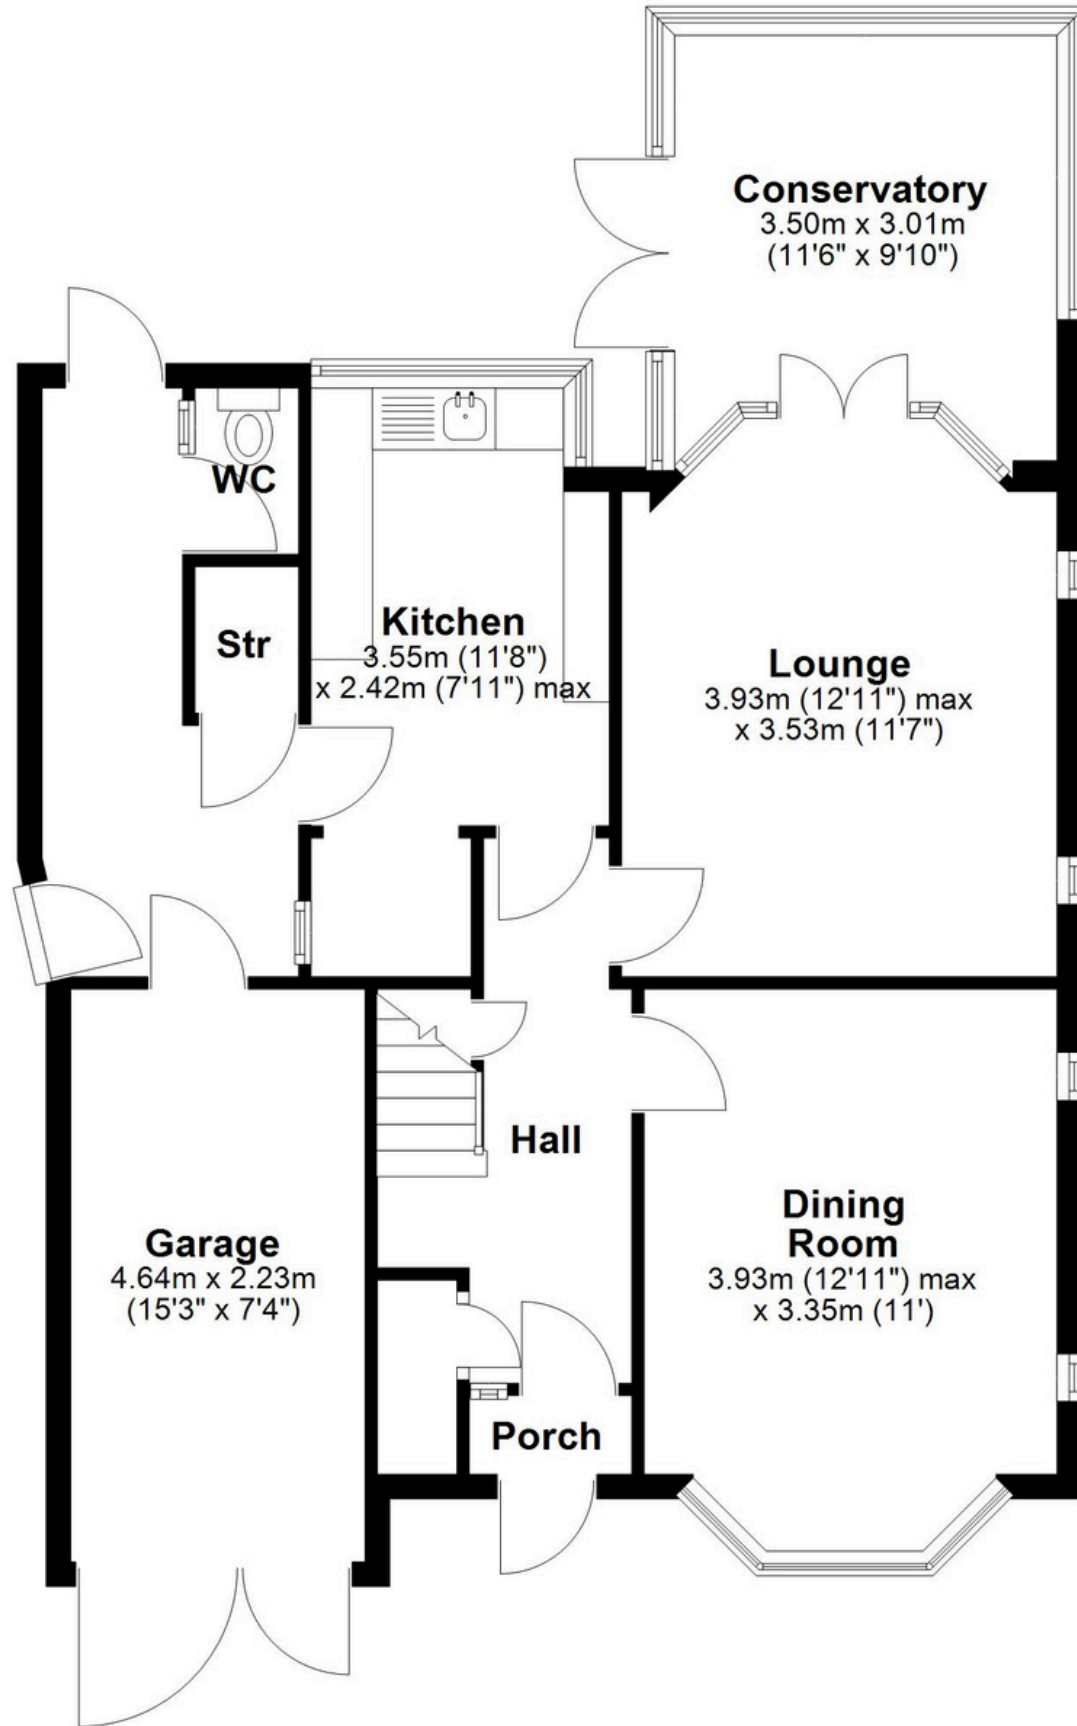 Conservatory
3.50m x 3.01m
(11'6" x 9'10")
WC
Str
Kitchen
3.55m (11'8")
x 2.42m (7'11") max
Lounge
3.93m (12'11") max
x 3.53m (11'7")
Hall
Garage
4.64m x 2.23m
(15'3" x 7'4")
Dining
Room
3.93m (12'11") max
x 3.35m (11')
Porch